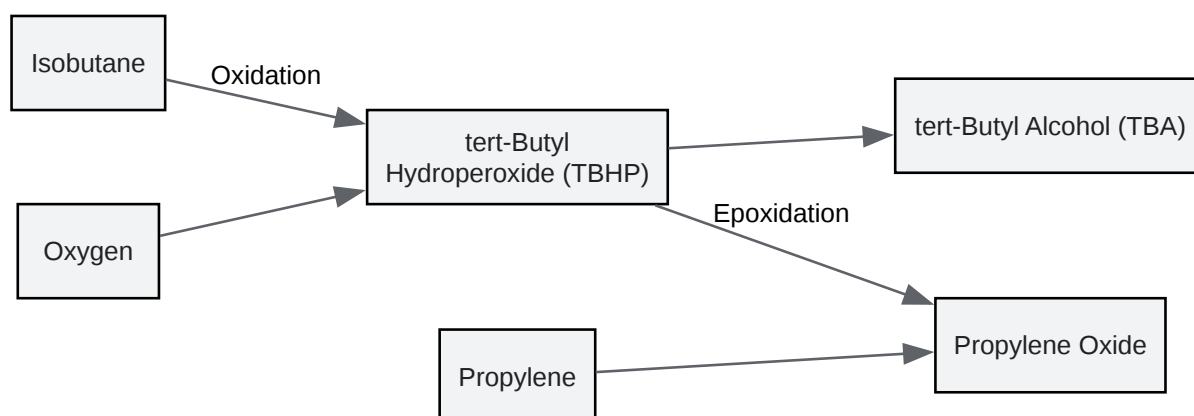 Isobutane
Oxidation
tert-Butyl
Hydroperoxide (TBHP)
tert-Butyl Alcohol (TBA)
Oxygen
Epoxidation
Propylene
Propylene Oxide